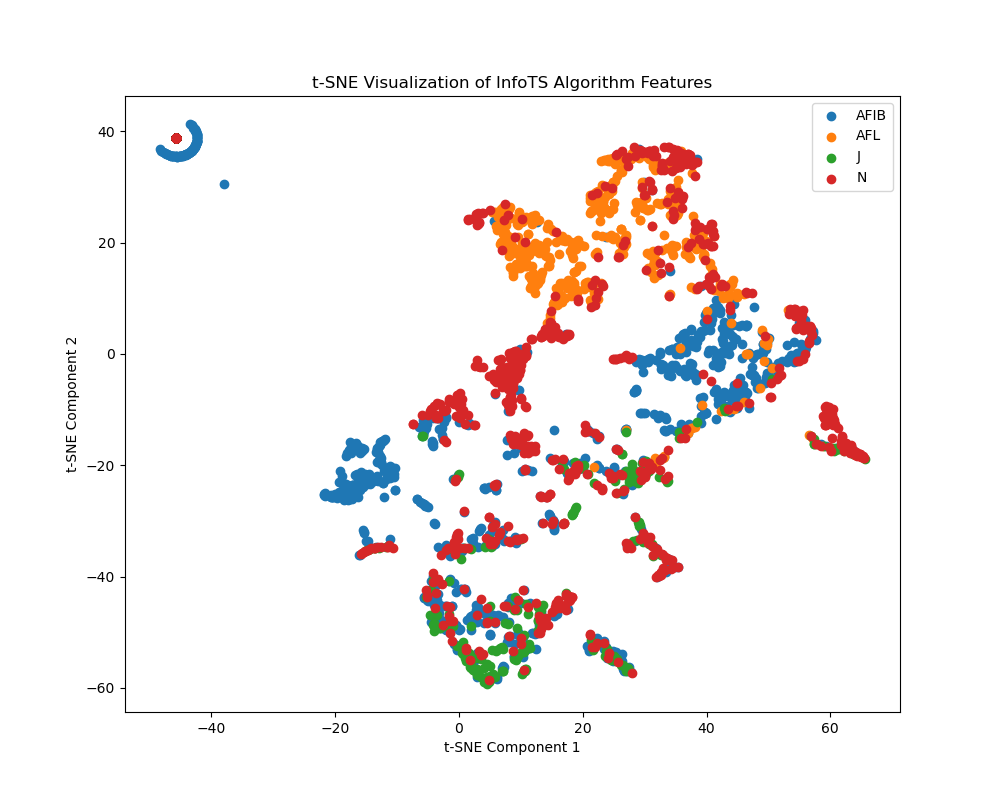 t-SNE Visualization of InfoTS Algorithm Features
AFIB
AFL
J
N
40
20
0
−20
−40
−60
t-SNE Component 2
−40
−20
0
20
40
60
t-SNE Component 1